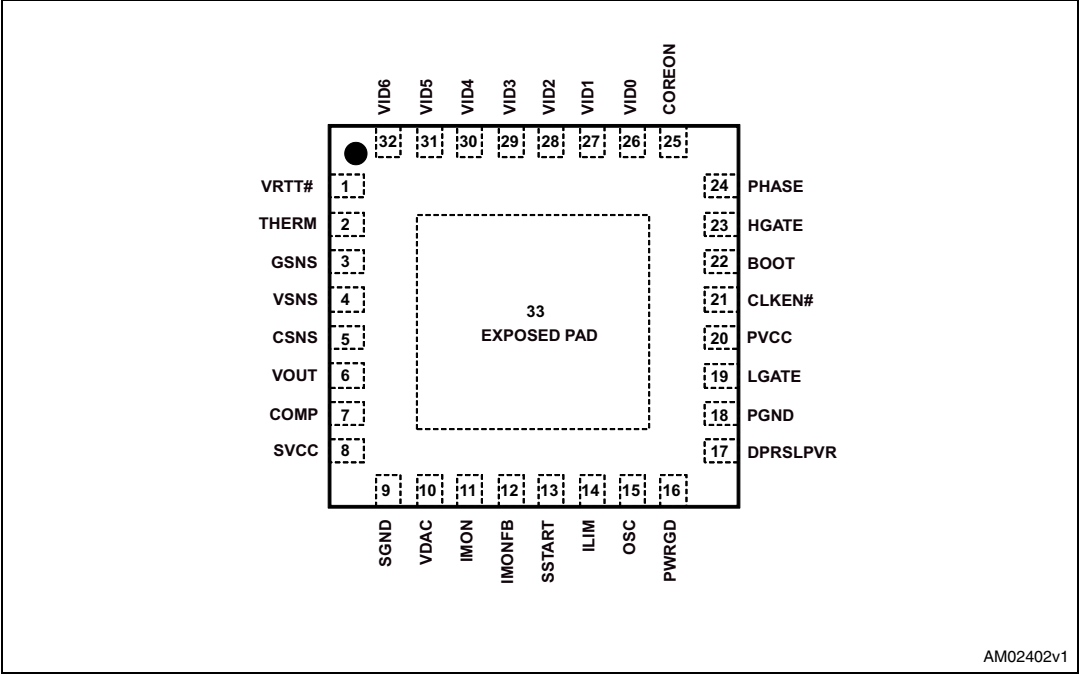 VID6
VID5
VID4
VID3
VID2
VID1
VID0
COREON
32
31
30
29
28
27
26
25
VRTT# 1
THERM 2
GSNS 3
VSNS 4
CSNS 5
VOUT 6
COMP 7
SVCC 8
33
EXPOSED PAD
24 PHASE
23 HGATE
22 BOOT
21 CLKEN#
20 PVCC
19 LGATE
18 PGND
17 DPRSLPVR
9
10
11
12
13
14
15
16
SGND
VDAC
IMON
IMONFB
SSTART
ILIM
OSC
PWRGD
AM02402v1